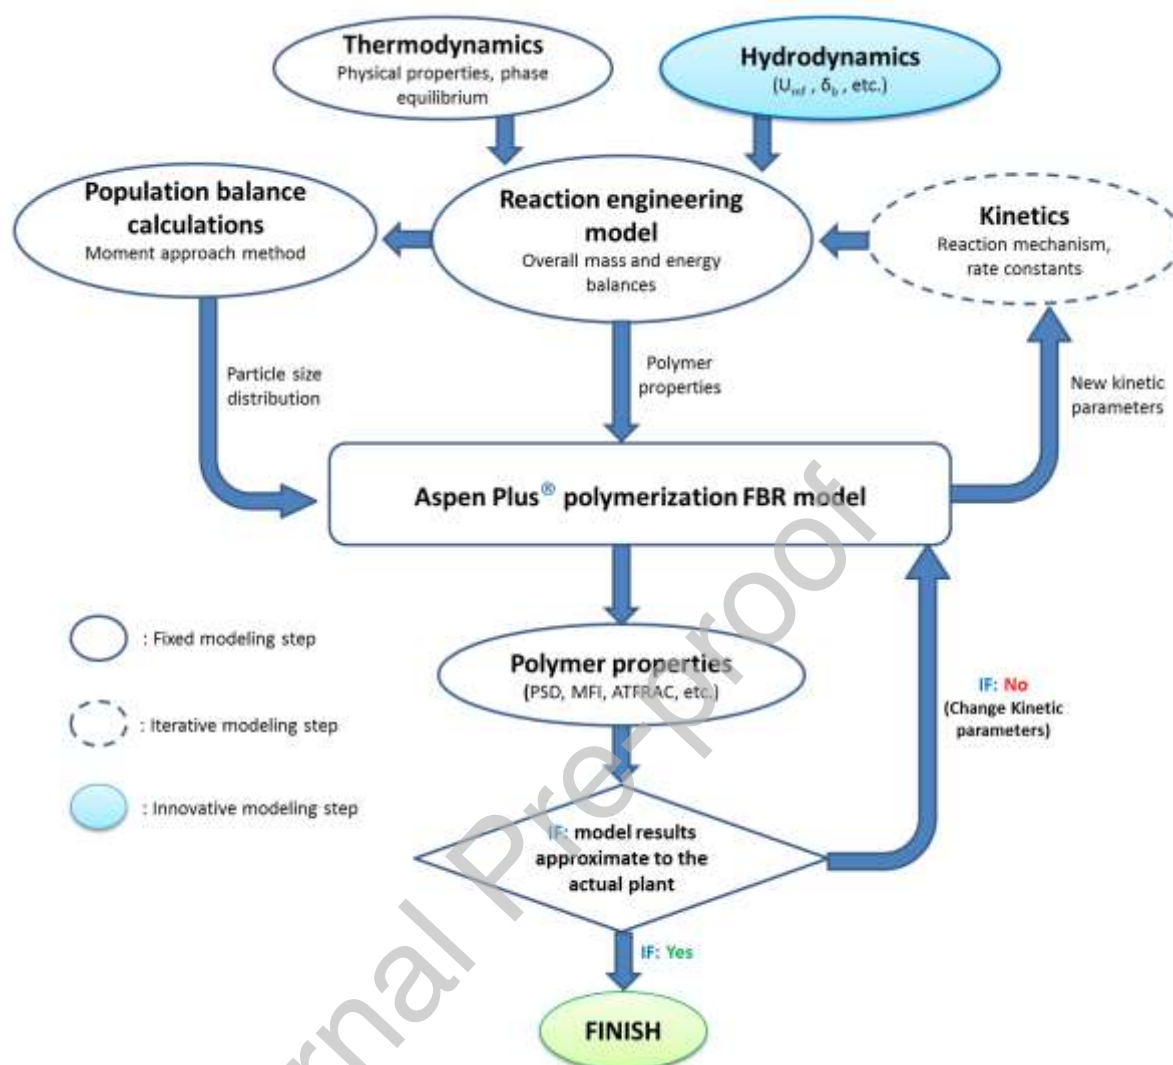 Thermodynamics
Physical properties, phase
equilibrium
Hydrodynamics
(Umf , δb , etc.)
Population balance
calculations
Moment approach method
Reaction engineering
model
Overall mass and energy
balances
Kinetics
Reaction mechanism,
rate constants
Particle size
distribution
Polymer
properties
New kinetic
parameters
Aspen Plus® polymerization FBR model
: Fixed modeling step
: Iterative modeling step
: Innovative modeling step
Polymer properties
(PSD, MFI, ATFRAC, etc.)
IF: No
(Change Kinetic
parameters)
IF: model results
approximate to the
actual plant
IF: Yes
FINISH
rnal Pre-proof